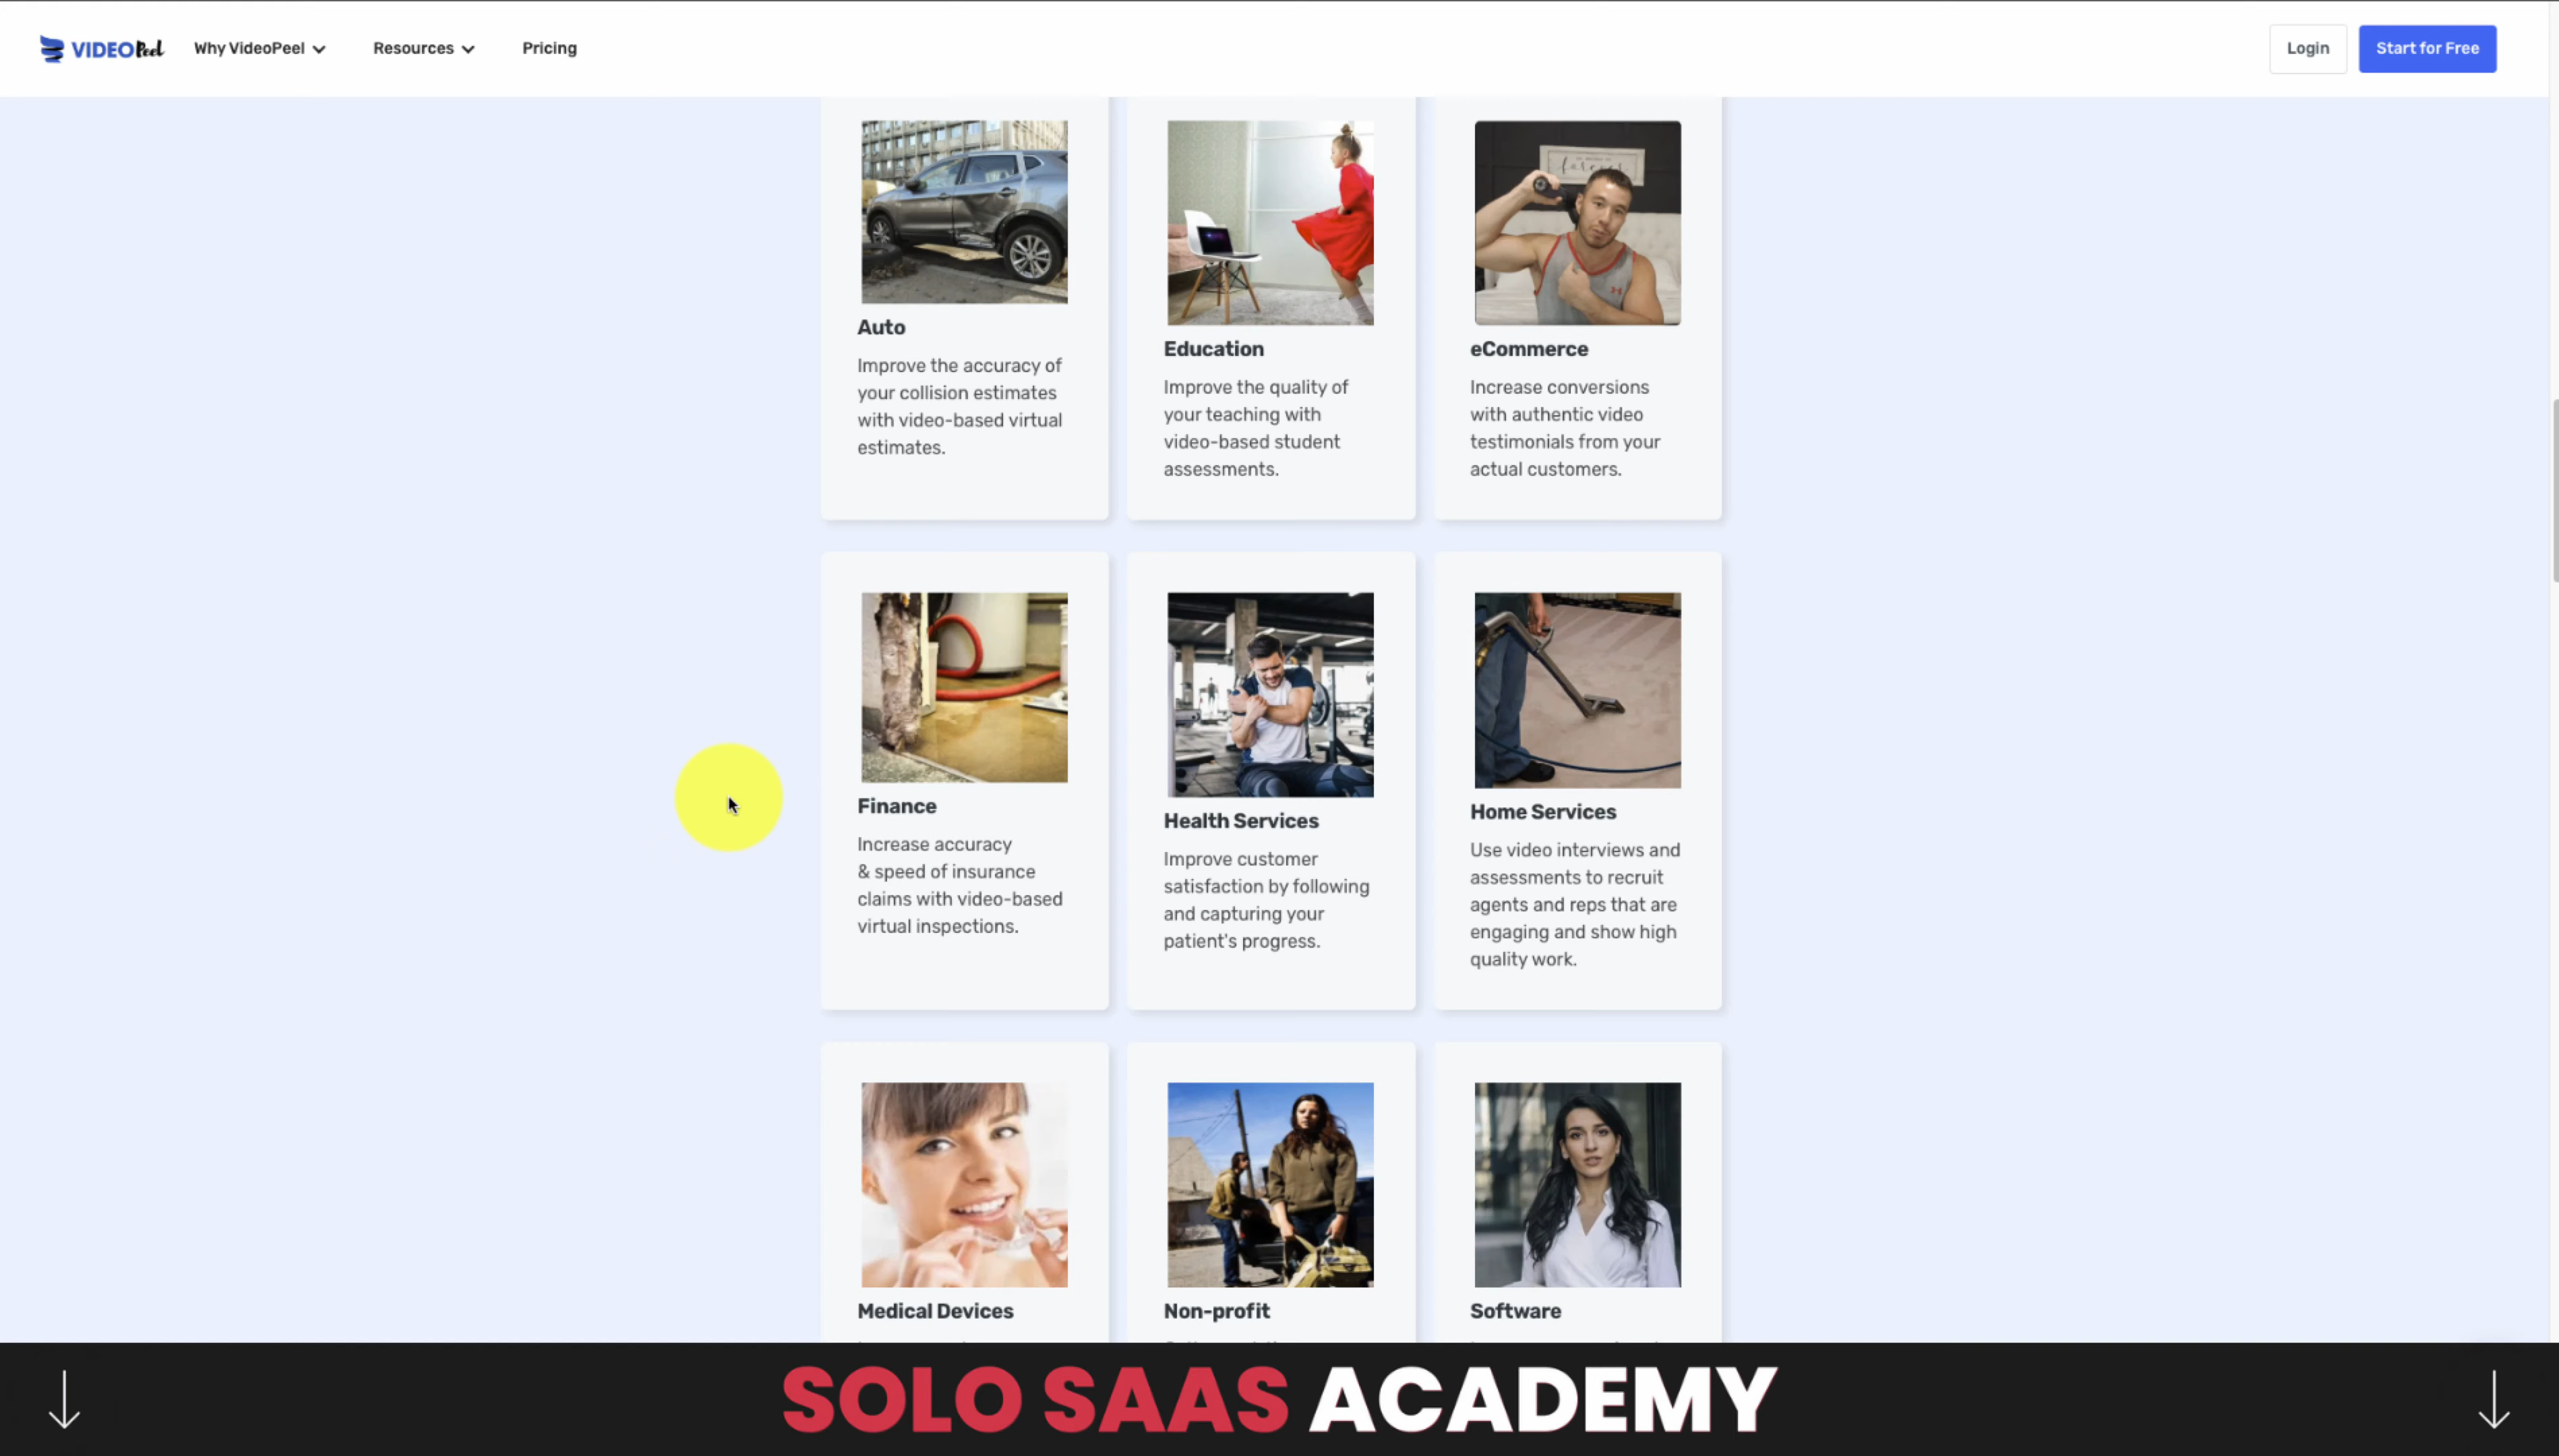 VIDEOPeel Why VideoPeel Resources Pricing Login Start for Free
forever
Auto
Improve the accuracy of
your collision estimates
with video-based virtual
estimates.
Education
Improve the quality of
your teaching with
video-based student
assessments.
eCommerce
Increase conversions
with authentic video
testimonials from your
actual customers.
Finance
Increase accuracy
& speed of insurance
claims with video-based
virtual inspections.
Health Services
Improve customer
satisfaction by following
and capturing your
patient's progress.
Home Services
Use video interviews and
assessments to recruit
agents and reps that are
engaging and show high
quality work.
Medical Devices
Non-profit
Software
SOLO SAAS ACADEMY